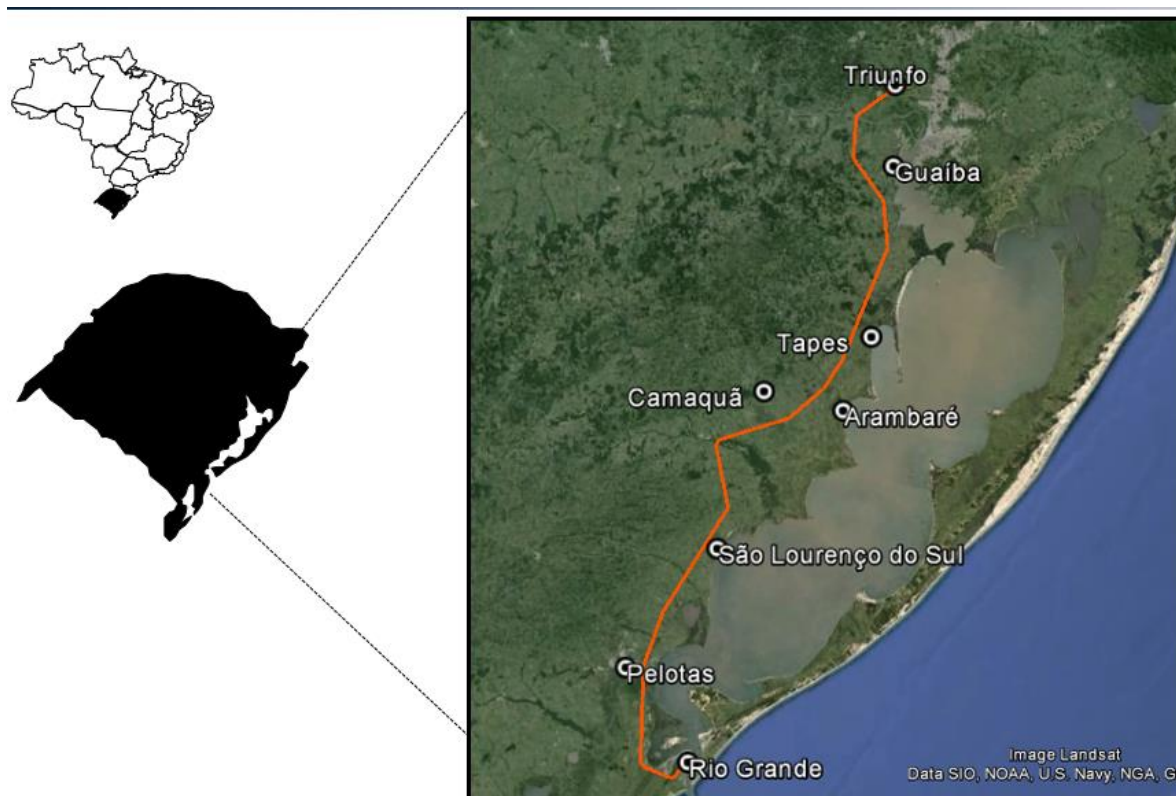 Triunfo
Guaíba
Tapes
Camaquã
Arambaré
São Lourenço do Sul
Pelotas
Rio Grande
Image Landsat
Data SIO, NOAA, U.S. Navy, NGA, G